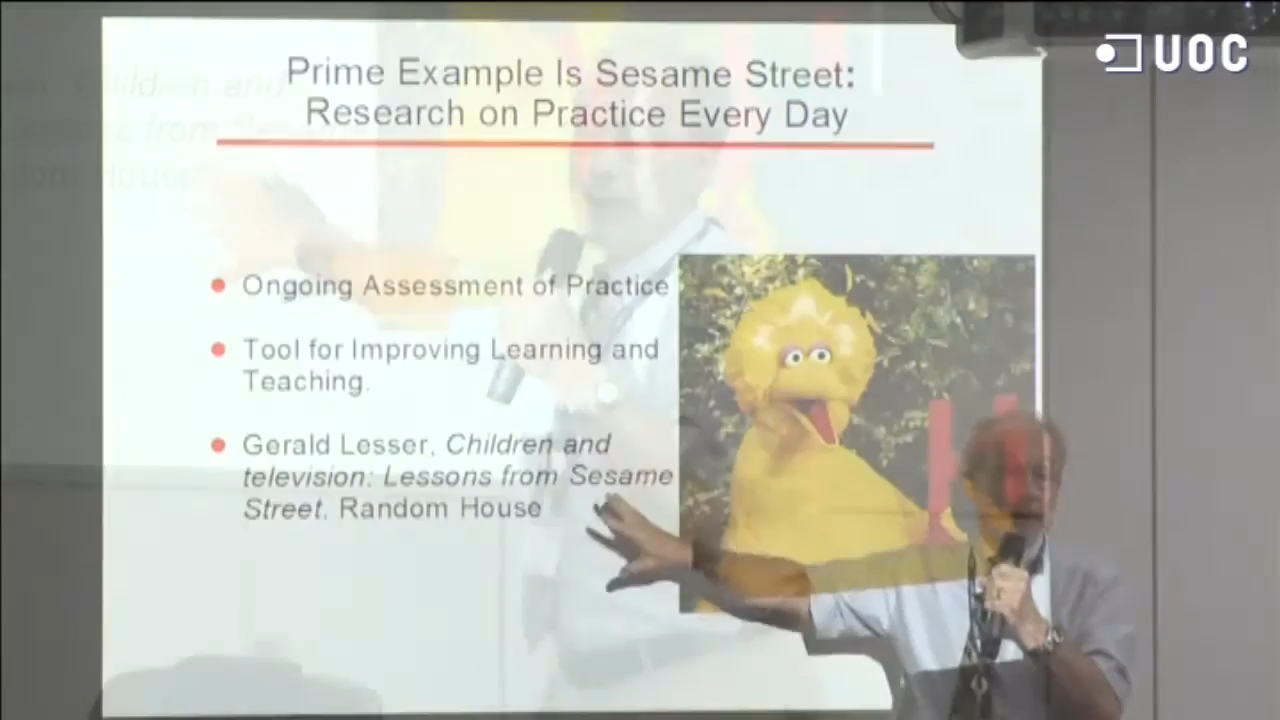 UOC
Prime Example Is Sesame Street:
Research on Practice Every Day
Ongoing Assessment of Practice
Tool for Improving Learning and
Teaching.
Gerald Lesser, Children and
television: Lessons from Sesame
Street. Random House